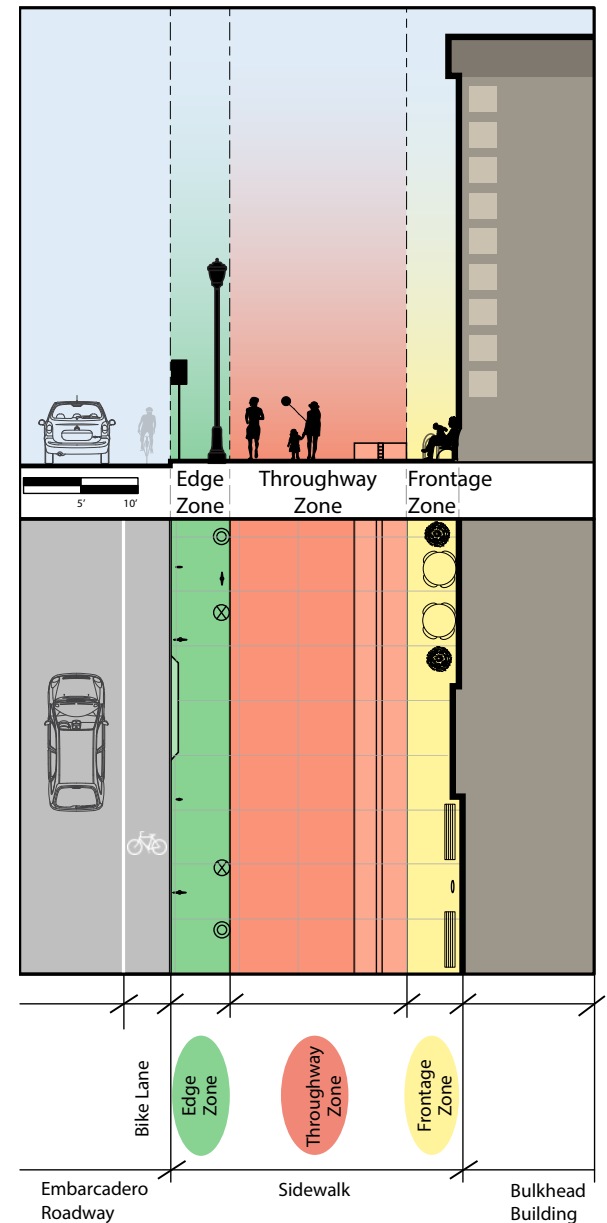 Edge
Zone
Throughway
Zone
Frontage
Zone
5'
10'
Bike Lane
Edge
Zone
Throughway
Zone
Frontage
Zone
Embarcadero
Roadway
Sidewalk
Bulkhead
Building